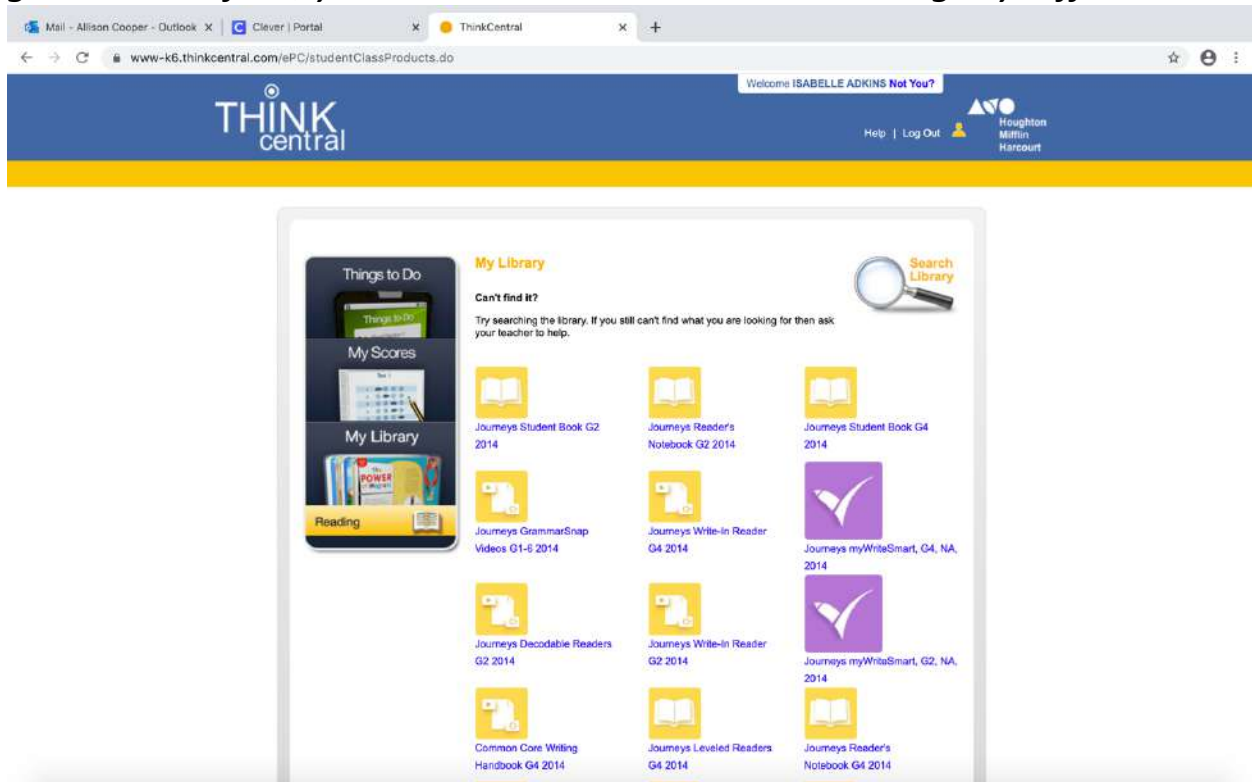 Mail - Allison Cooper - Outlook
Clever | Portal
ThinkCentral
www-k6.thinkcentral.com/ePC/studentClassProducts.do
Welcome ISABELLE ADKINS Not You?
THINK
central
Help | Log Out
Houghton
Mifflin
Harcourt
Things to Do
Things to Do
My Scores
My Library
The
POWER
Reading
My Library
Search
Library
Can't find it?
Try searching the library. If you still can't find what you are looking for then ask
your teacher to help.
Journeys Student Book G2
2014
Journeys Reader's
Notebook G2 2014
Journeys Student Book G4
2014
Journeys GrammarSnap
Videos G1-6 2014
Journeys Write-In Reader
G4 2014
Journeys myWriteSmart, G4, NA,
2014
Journeys Decodable Readers
G2 2014
Journeys Write-In Reader
G2 2014
Journeys myWriteSmart, G2, NA,
2014
Common Core Writing
Handbook G4 2014
Journeys Leveled Readers
G4 2014
Journeys Reader's
Notebook G4 2014